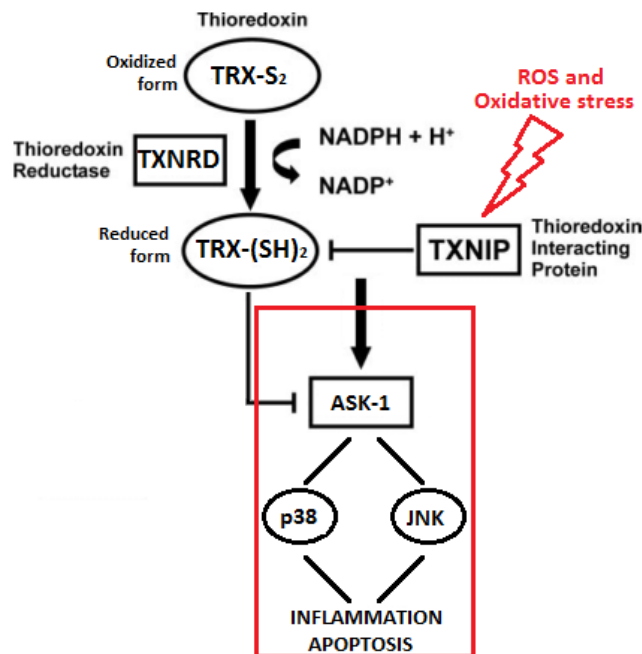 Thioredoxin
Oxidized
form
TRX-S₂
ROS and
Oxidative stress
Thioredoxin
Reductase
TXNRD
NADPH + H⁺
NADP⁺
Reduced
form
TRX-(SH)₂
TXNIP
Thioredoxin
Interacting
Protein
ASK-1
p38
JNK
INFLAMMATION
APOPTOSIS